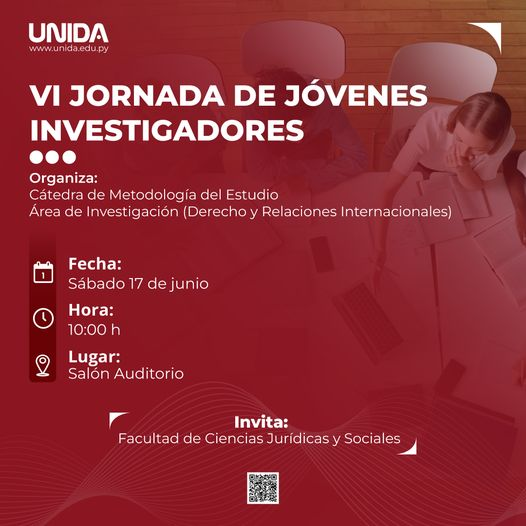 UNIDA
www.unida.edu.py
VI JORNADA DE JÓVENES
INVESTIGADORES
Organiza:
Cátedra de Metodología del Estudio
Área de Investigación (Derecho y Relaciones Internacionales)
Fecha:
Sábado 17 de junio
1
Hora:
10:00 h
Lugar:
Salón Auditorio
Invita:
Facultad de Ciencias Jurídicas y Sociales